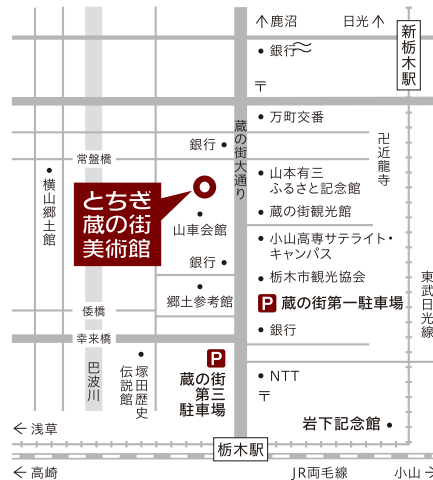 ↑鹿沼
日光↑
新栃木駅
銀行
〒
万町交番
蔵の街大通り
銀行
常盤橋
卍近龍寺
横山郷土館
山本有三
ふるさと記念館
とちぎ
蔵の街
美術館
蔵の街観光館
山車会館
小山高専サテライト・
キャンパス
銀行
栃木市観光協会
郷土参考館
東武日光線
P 蔵の街第一駐車場
倭橋
銀行
幸来橋
P
蔵の街
第三
駐車場
巴波川
塚田歴史
伝説館
NTT
〒
岩下記念館
←浅草
栃木駅
←高崎
JR両毛線
小山→